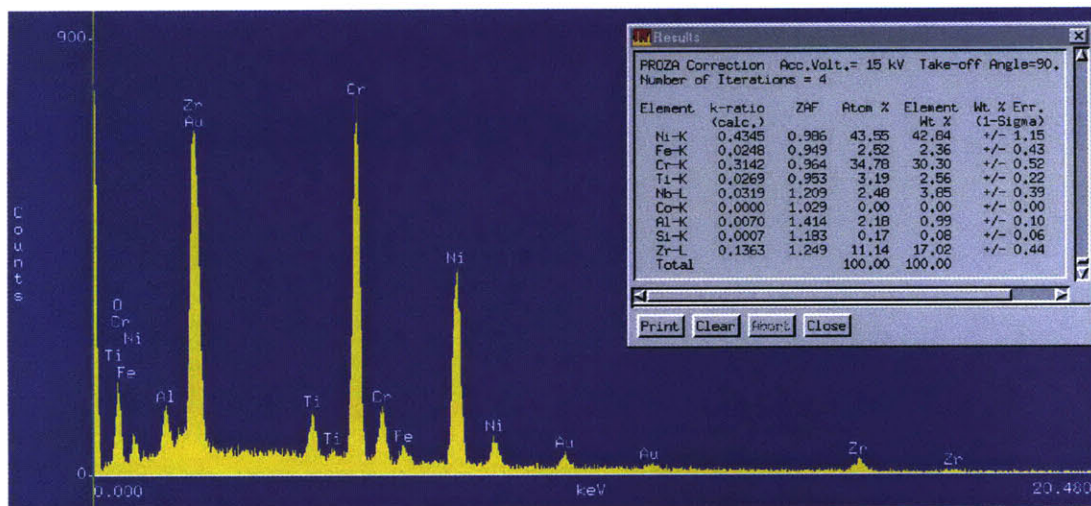 900.
Zr
Au
Cr
Ni
O
Cr
Ni
Ti
Fe
Al
Ti
Ti
Cr
Fe
Ni
Au
Au
Zr
Zr
Counts
0
0.000
keV
20.480
Results
PROZA Correction Acc.Volt.= 15 kV Take-off Angle=90.
Number of Iterations = 4
Element k-ratio ZAF Atom % Element Wt % Err.
(calc.) Wt % (1-Sigma)
Ni-K 0.4345 0.986 43.55 42.84 +/- 1.15
Fe-K 0.0248 0.949 2.52 2.36 +/- 0.43
Cr-K 0.3142 0.964 34.78 30.30 +/- 0.52
Ti-K 0.0269 0.953 3.19 2.56 +/- 0.22
Nb-L 0.0319 1.209 2.48 3.85 +/- 0.39
Co-K 0.0000 1.029 0.00 0.00 +/- 0.00
Al-K 0.0070 1.414 2.18 0.99 +/- 0.10
Si-K 0.0007 1.183 0.17 0.08 +/- 0.06
Zr-L 0.1363 1.249 11.14 17.02 +/- 0.44
Total 100.00 100.00
Print Clear Abort Close